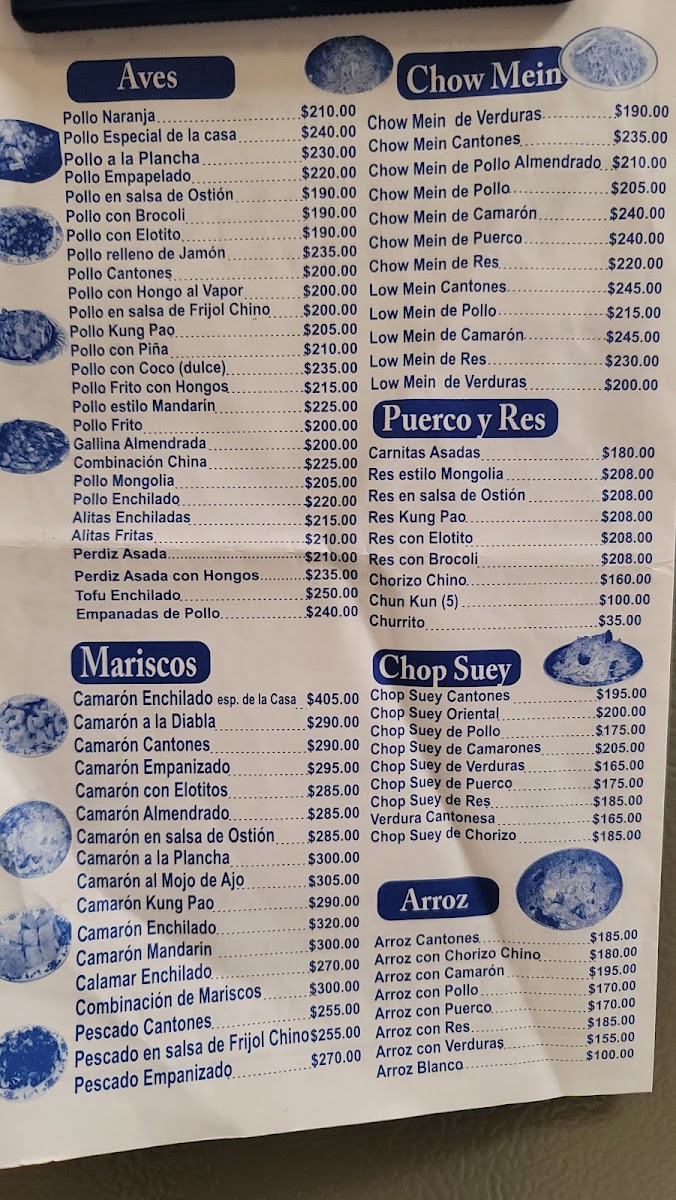 Aves
Pollo Naranja $210.00
Pollo Especial de la casa $240.00
Pollo a la Plancha $230.00
Pollo Empapelado $220.00
Pollo en salsa de Ostión $190.00
Pollo con Brocoli $190.00
Pollo con Elotito $190.00
Pollo relleno de Jamón $235.00
Pollo Cantones $200.00
Pollo con Hongo al Vapor $200.00
Pollo en salsa de Frijol Chino $200.00
Pollo Kung Pao $205.00
Pollo con Piña $210.00
Pollo con Coco (dulce) $235.00
Pollo Frito con Hongos $215.00
Pollo estilo Mandarín $225.00
Pollo Frito $200.00
Gallina Almendrada $200.00
Combinación China $225.00
Pollo Mongolia $205.00
Pollo Enchilado $220.00
Alitas Enchiladas $215.00
Alitas Fritas $210.00
Perdiz Asada $210.00
Perdiz Asada con Hongos $235.00
Tofu Enchilado $250.00
Empanadas de Pollo $240.00
Mariscos
Camarón Enchilado esp. de la Casa $405.00
Camarón a la Diabla $290.00
Camarón Cantones $290.00
Camarón Empanizado $295.00
Camarón con Elotitos $285.00
Camarón Almendrado $285.00
Camarón en salsa de Ostión $285.00
Camarón a la Plancha $300.00
Camarón al Mojo de Ajo $305.00
Camarón Kung Pao $290.00
Camarón Enchilado $320.00
Camarón Mandarín $300.00
Calamar Enchilado $270.00
Combinación de Mariscos $300.00
Pescado Cantones $255.00
Pescado en salsa de Frijol Chino $255.00
Pescado Empanizado $270.00
Chow Mein
Chow Mein de Verduras $190.00
Chow Mein Cantones $235.00
Chow Mein de Pollo Almendrado $210.00
Chow Mein de Pollo $205.00
Chow Mein de Camarón $240.00
Chow Mein de Puerco $240.00
Chow Mein de Res $220.00
Low Mein Cantones $245.00
Low Mein de Pollo $215.00
Low Mein de Camarón $245.00
Low Mein de Res $230.00
Low Mein de Verduras $200.00
Puerco y Res
Carnitas Asadas $180.00
Res estilo Mongolia $208.00
Res en salsa de Ostión $208.00
Res Kung Pao $208.00
Res con Elotito $208.00
Res con Brocoli $208.00
Chorizo Chino $160.00
Chun Kun (5) $100.00
Churrito $35.00
Chop Suey
Chop Suey Cantones $195.00
Chop Suey Oriental $200.00
Chop Suey de Pollo $175.00
Chop Suey de Camarones $205.00
Chop Suey de Verduras $165.00
Chop Suey de Puerco $175.00
Chop Suey de Res $185.00
Verdura Cantonesa $165.00
Chop Suey de Chorizo $185.00
Arroz
Arroz Cantones $185.00
Arroz con Chorizo Chino $180.00
Arroz con Camarón $195.00
Arroz con Pollo $170.00
Arroz con Puerco $170.00
Arroz con Res $185.00
Arroz con Verduras $155.00
Arroz Blanco $100.00